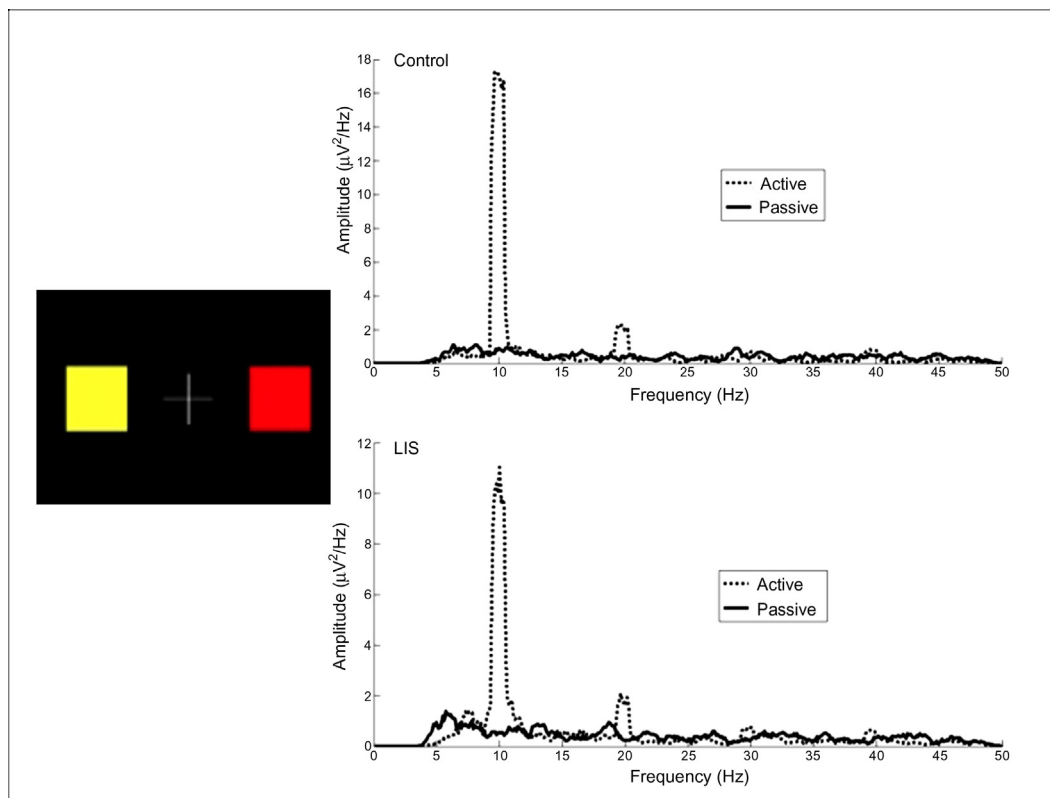 Control
Amplitude (µV²/Hz)
18
16
14
12
10
8
6
4
2
0
Active
Passive
0 5 10 15 20 25 30 35 40 45 50
Frequency (Hz)
LIS
Amplitude (µV²/Hz)
12
10
8
6
4
2
0
Active
Passive
0 5 10 15 20 25 30 35 40 45 50
Frequency (Hz)